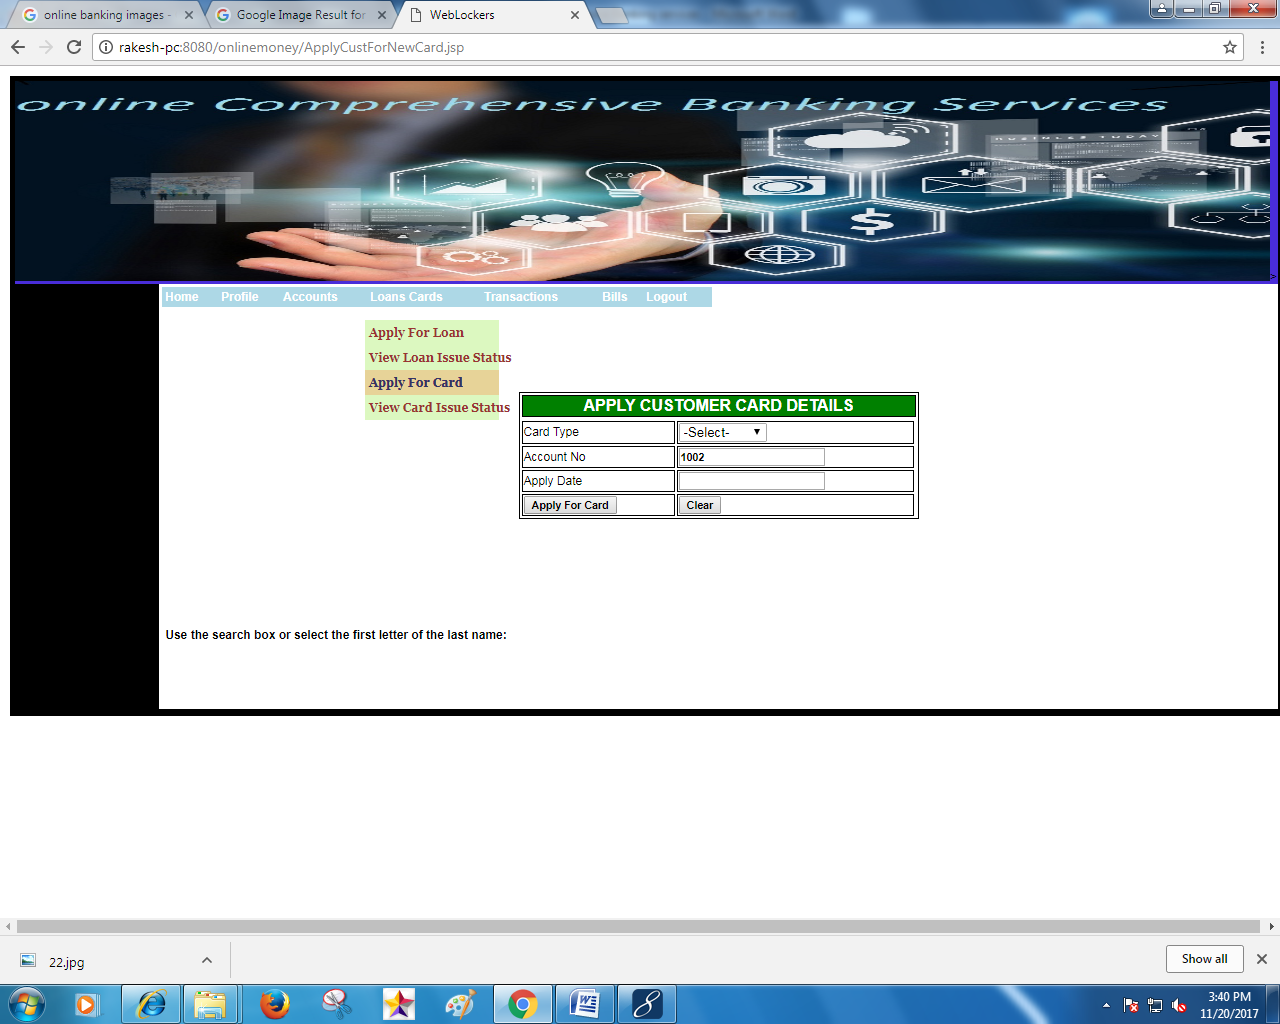 online banking images -
Google Image Result for
WebLockers
rakesh-pc:8080/onlinemoney/ApplyCustForNewCard.jsp
online Comprehensive Banking Services
Home Profile Accounts Loans Cards Transactions Bills Logout
Apply For Loan
View Loan Issue Status
Apply For Card
View Card Issue Status
APPLY CUSTOMER CARD DETAILS
Card Type -Select-
Account No 1002
Apply Date
Apply For Card Clear
Use the search box or select the first letter of the last name:
22.jpg
Show all
3:40 PM
11/20/2017